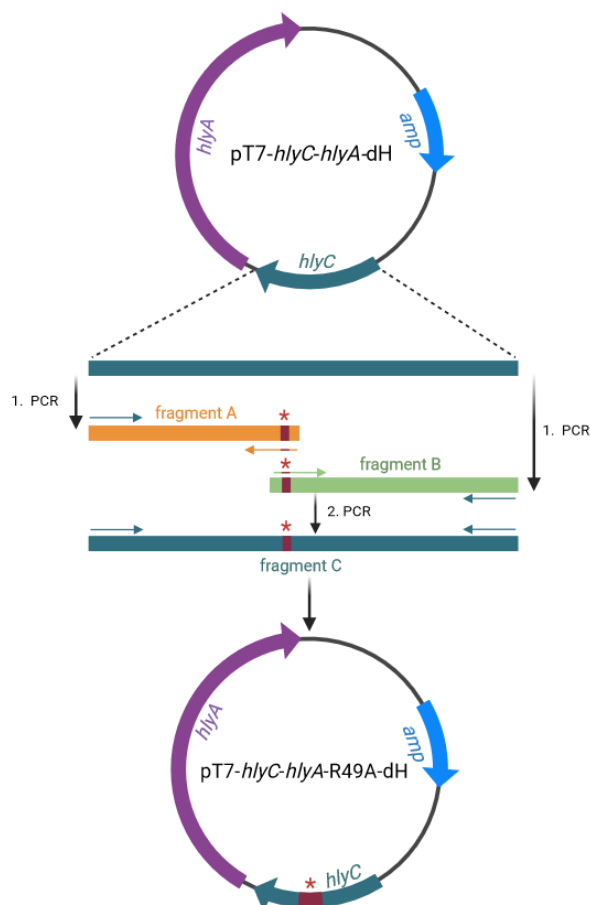 hlyA
amp
pT7-hlyC-hlyA-dH
hlyC
1. PCR
fragment A
*
1. PCR
*
fragment B
2. PCR
*
fragment C
hlyA
amp
pT7-hlyC-hlyA-R49A-dH
*
hlyC